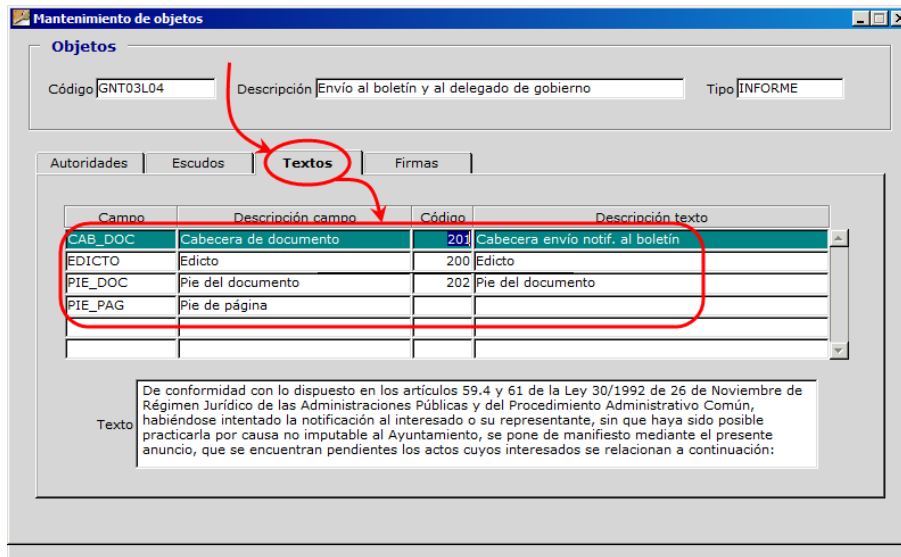 Mantenimiento de objetos
Objetos
Código GNT03L04 Descripción Envío al boletín y al delegado de gobierno Tipo INFORME
Autoridades Escudos Textos Firmas
Campo Descripción campo Código Descripción texto
CAB_DOC Cabecera de documento 201 Cabecera envío notif. al boletín
EDICTO Edicto 200 Edicto
PIE_DOC Pie del documento 202 Pie del documento
PIE_PAG Pie de página
De conformidad con lo dispuesto en los artículos 59.4 y 61 de la Ley 30/1992 de 26 de Noviembre de
Régimen Jurídico de las Administraciones Públicas y del Procedimiento Administrativo Común,
Texto habiéndose intentado la notificación al interesado o su representante, sin que haya sido posible
practicarla por causa no imputable al Ayuntamiento, se pone de manifiesto mediante el presente
anuncio, que se encuentran pendientes los actos cuyos interesados se relacionan a continuación: